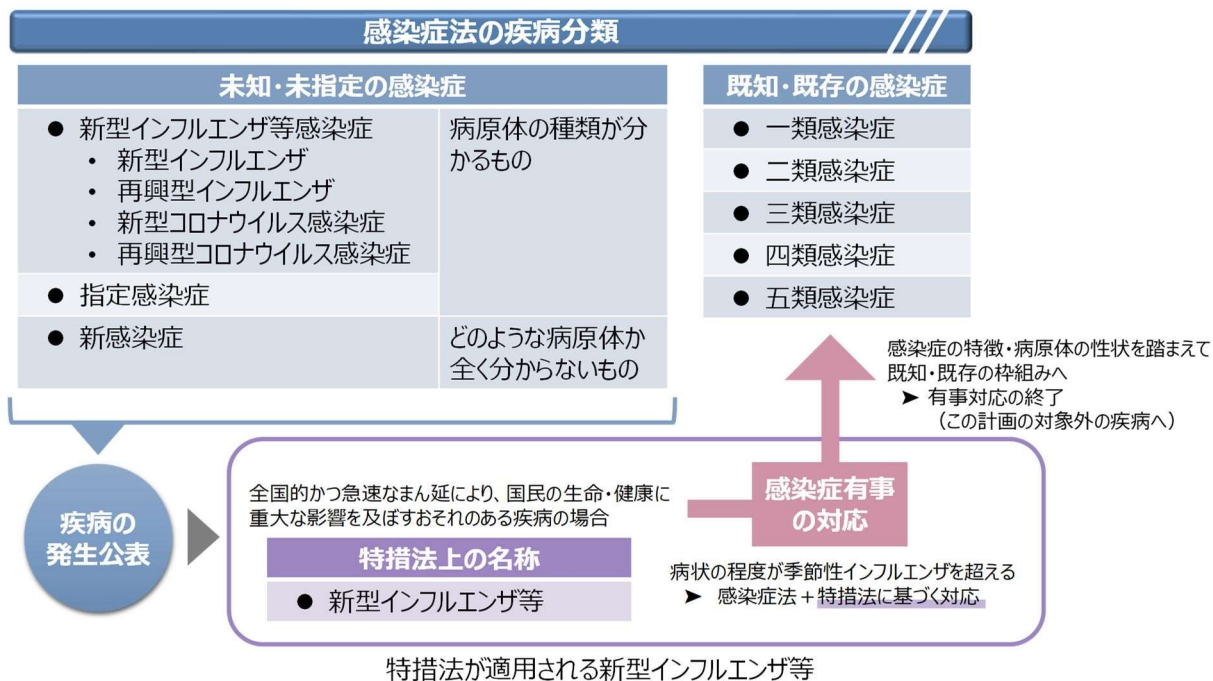 感染症法の疾病分類
未知・未指定の感染症
● 新型インフルエンザ等感染症
・ 新型インフルエンザ
・ 再興型インフルエンザ
・ 新型コロナウイルス感染症
・ 再興型コロナウイルス感染症
病原体の種類が分
かるもの
● 指定感染症
● 新感染症
どのような病原体か
全く分からないもの
既知・既存の感染症
● 一類感染症
● 二類感染症
● 三類感染症
● 四類感染症
● 五類感染症
感染症の特徴・病原体の性状を踏まえて
既知・既存の枠組みへ
➤ 有事対応の終了
（この計画の対象外の疾病へ）
疾病の
発生公表
全国的かつ急速なまん延により、国民の生命・健康に
重大な影響を及ぼすおそれのある疾病の場合
特措法上の名称
● 新型インフルエンザ等
感染症有事
の対応
病状の程度が季節性インフルエンザを超える
➤ 感染症法＋特措法に基づく対応
特措法が適用される新型インフルエンザ等